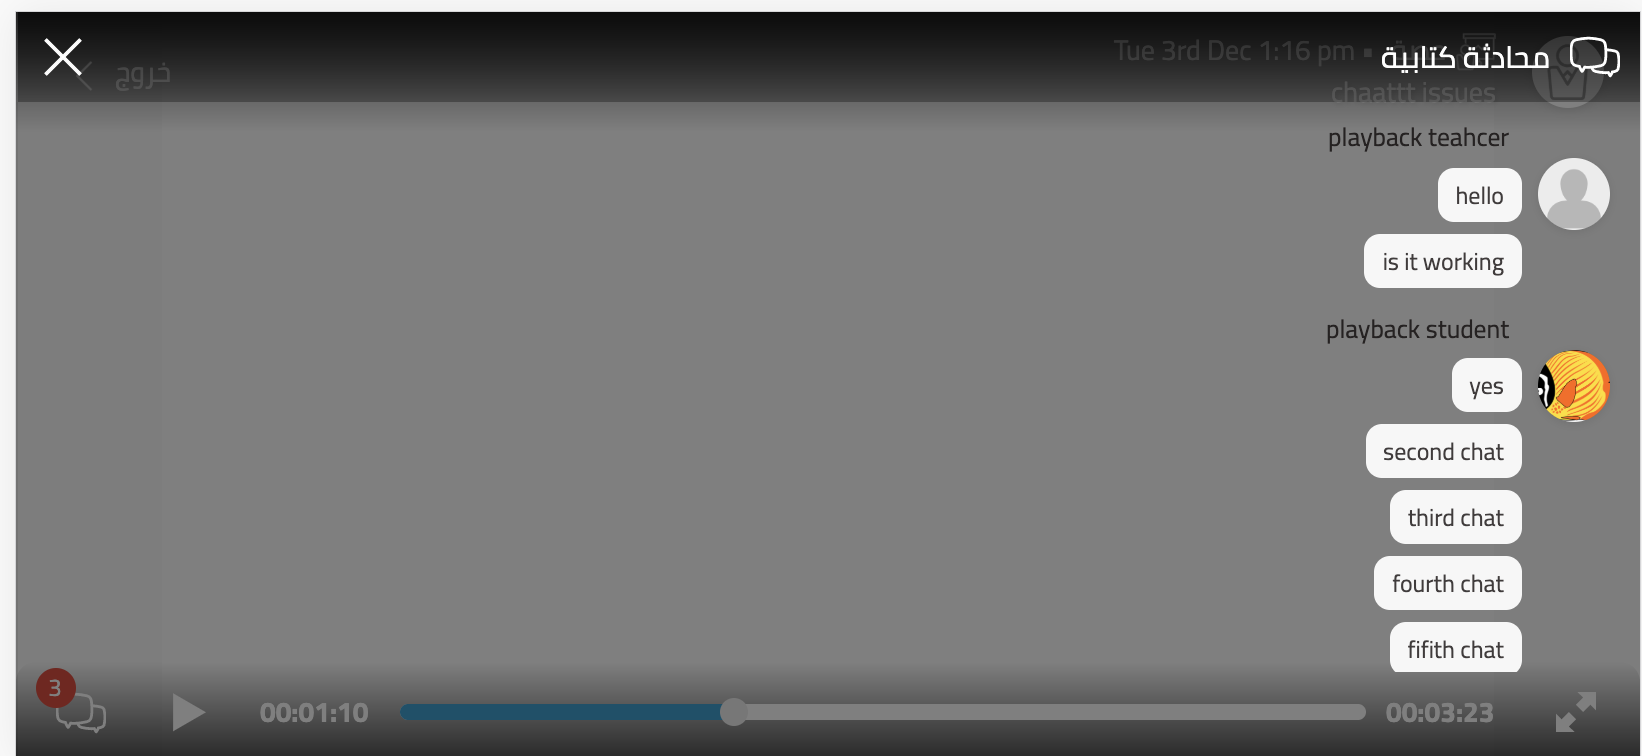 محادثة كتابية
Tue 3rd Dec 1:16 pm
خروج
chaattt issues
playback teahcer
hello
is it working
playback student
yes
second chat
third chat
fourth chat
fifith chat
3
00:01:10
00:03:23